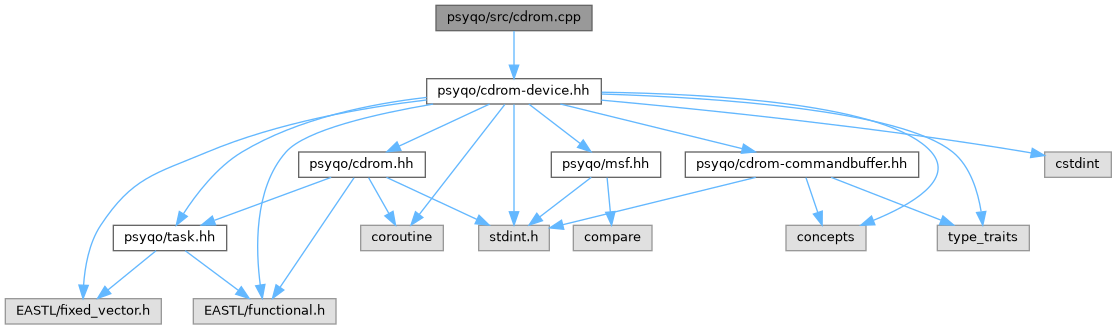 psyqo/src/cdrom.cpp
psyqo/cdrom-device.hh
psyqo/cdrom.hh
psyqo/msf.hh
psyqo/cdrom-commandbuffer.hh
cstdint
psyqo/task.hh
coroutine
stdint.h
compare
concepts
type_traits
EASTL/fixed_vector.h
EASTL/functional.h